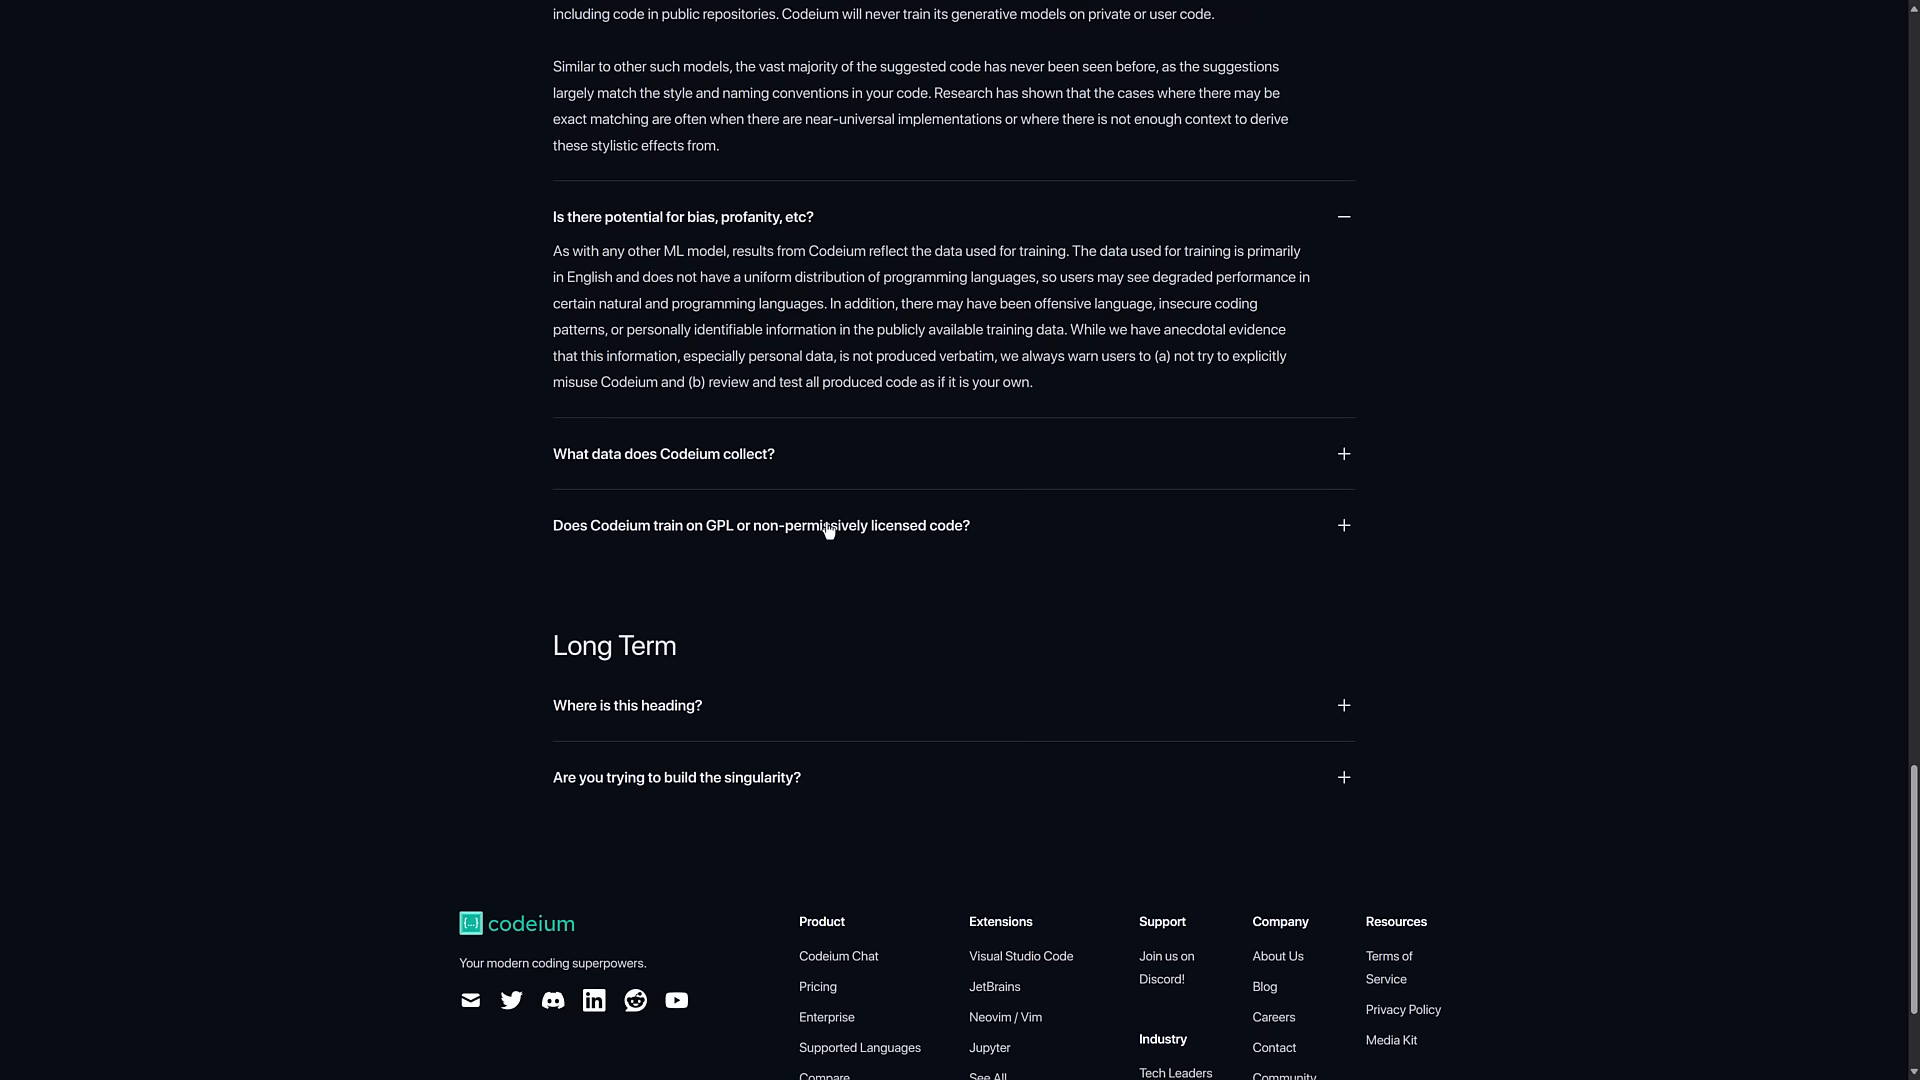 including code in public repositories. Codeium will never train its generative models on private or user code.
Similar to other such models, the vast majority of the suggested code has never been seen before, as the suggestions
largely match the style and naming conventions in your code. Research has shown that the cases where there may be
exact matching are often when there are near-universal implementations or where there is not enough context to derive
these stylistic effects from.
Is there potential for bias, profanity, etc?
As with any other ML model, results from Codeium reflect the data used for training. The data used for training is primarily
in English and does not have a uniform distribution of programming languages, so users may see degraded performance in
certain natural and programming languages. In addition, there may have been offensive language, insecure coding
patterns, or personally identifiable information in the publicly available training data. While we have anecdotal evidence
that this information, especially personal data, is not produced verbatim, we always warn users to (a) not try to explicitly
misuse Codeium and (b) review and test all produced code as if it is your own.
What data does Codeium collect?
Does Codeium train on GPL or non-permissively licensed code?
Long Term
Where is this heading?
Are you trying to build the singularity?
{...} codeium
Your modern coding superpowers.
Product
Codeium Chat
Pricing
Enterprise
Supported Languages
Compare
Extensions
Visual Studio Code
JetBrains
Neovim / Vim
Jupyter
See All
Support
Join us on
Discord!
Industry
Tech Leaders
Company
About Us
Blog
Careers
Contact
Community
Resources
Terms of
Service
Privacy Policy
Media Kit